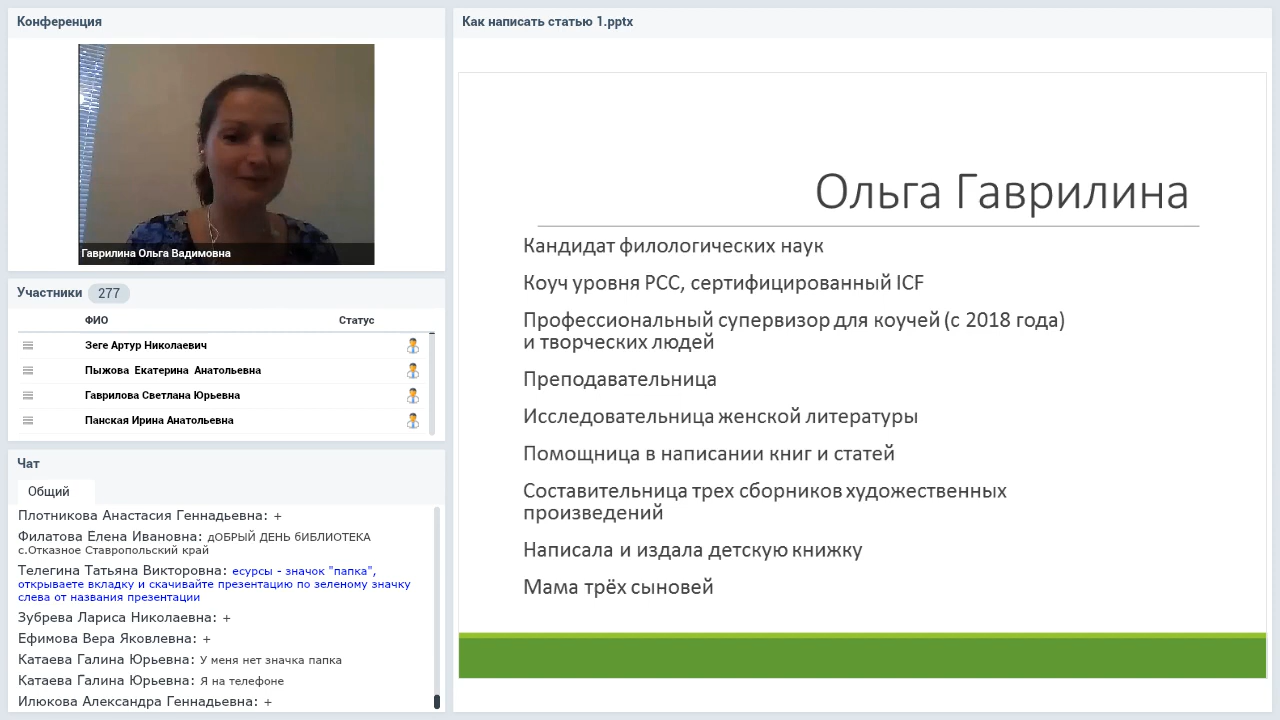 Конференция
Гаврилина Ольга Вадимовна
Участники 277
ФИО Статус
Зеге Артур Николаевич
Пыжова Екатерина Анатольевна
Гаврилова Светлана Юрьевна
Панская Ирина Анатольевна
Чат
Общий
Плотникова Анастасия Геннадьевна: +
Филатова Елена Ивановна: дОБРЫЙ ДЕНЬ бИБЛИОТЕКА
с.Отказное Ставропольский край
Телегина Татьяна Викторовна: есурсы - значок "папка",
открываете вкладку и скачивайте презентацию по зеленому значку
слева от названия презентации
Зубрева Лариса Николаевна: +
Ефимова Вера Яковлевна: +
Катаева Галина Юрьевна: У меня нет значка папка
Катаева Галина Юрьевна: Я на телефоне
Илюкова Александра Геннадьевна: +
Как написать статью 1.pptx
Ольга Гаврилина
Кандидат филологических наук
Коуч уровня РСС, сертифицированный ICF
Профессиональный супервизор для коучей (с 2018 года)
и творческих людей
Преподавательница
Исследовательница женской литературы
Помощница в написании книг и статей
Составительница трех сборников художественных
произведений
Написала и издала детскую книжку
Мама трёх сыновей